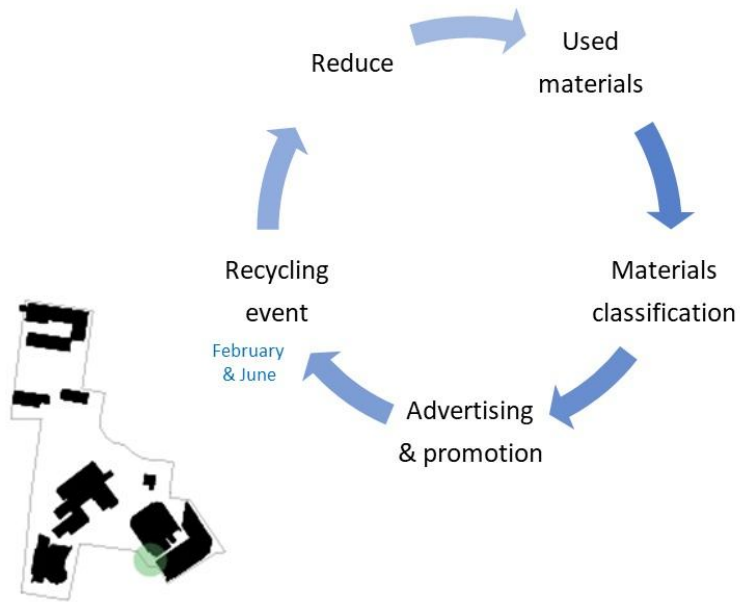 Reduce
Used
materials
Materials
classification
Advertising
& promotion
Recycling
event
February
& June